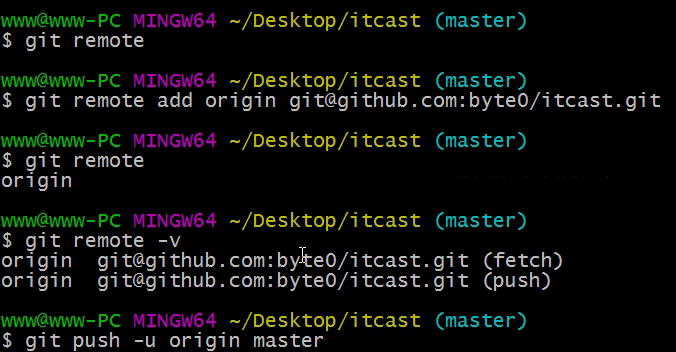 www@www-PC MINGW64 ~/Desktop/itcast (master)
$ git remote
www@www-PC MINGW64 ~/Desktop/itcast (master)
$ git remote add origin git@github.com:byte0/itcast.git
www@www-PC MINGW64 ~/Desktop/itcast (master)
$ git remote
origin
www@www-PC MINGW64 ~/Desktop/itcast (master)
$ git remote -v
origin  git@github.com:byte0/itcast.git (fetch)
origin  git@github.com:byte0/itcast.git (push)
www@www-PC MINGW64 ~/Desktop/itcast (master)
$ git push -u origin master